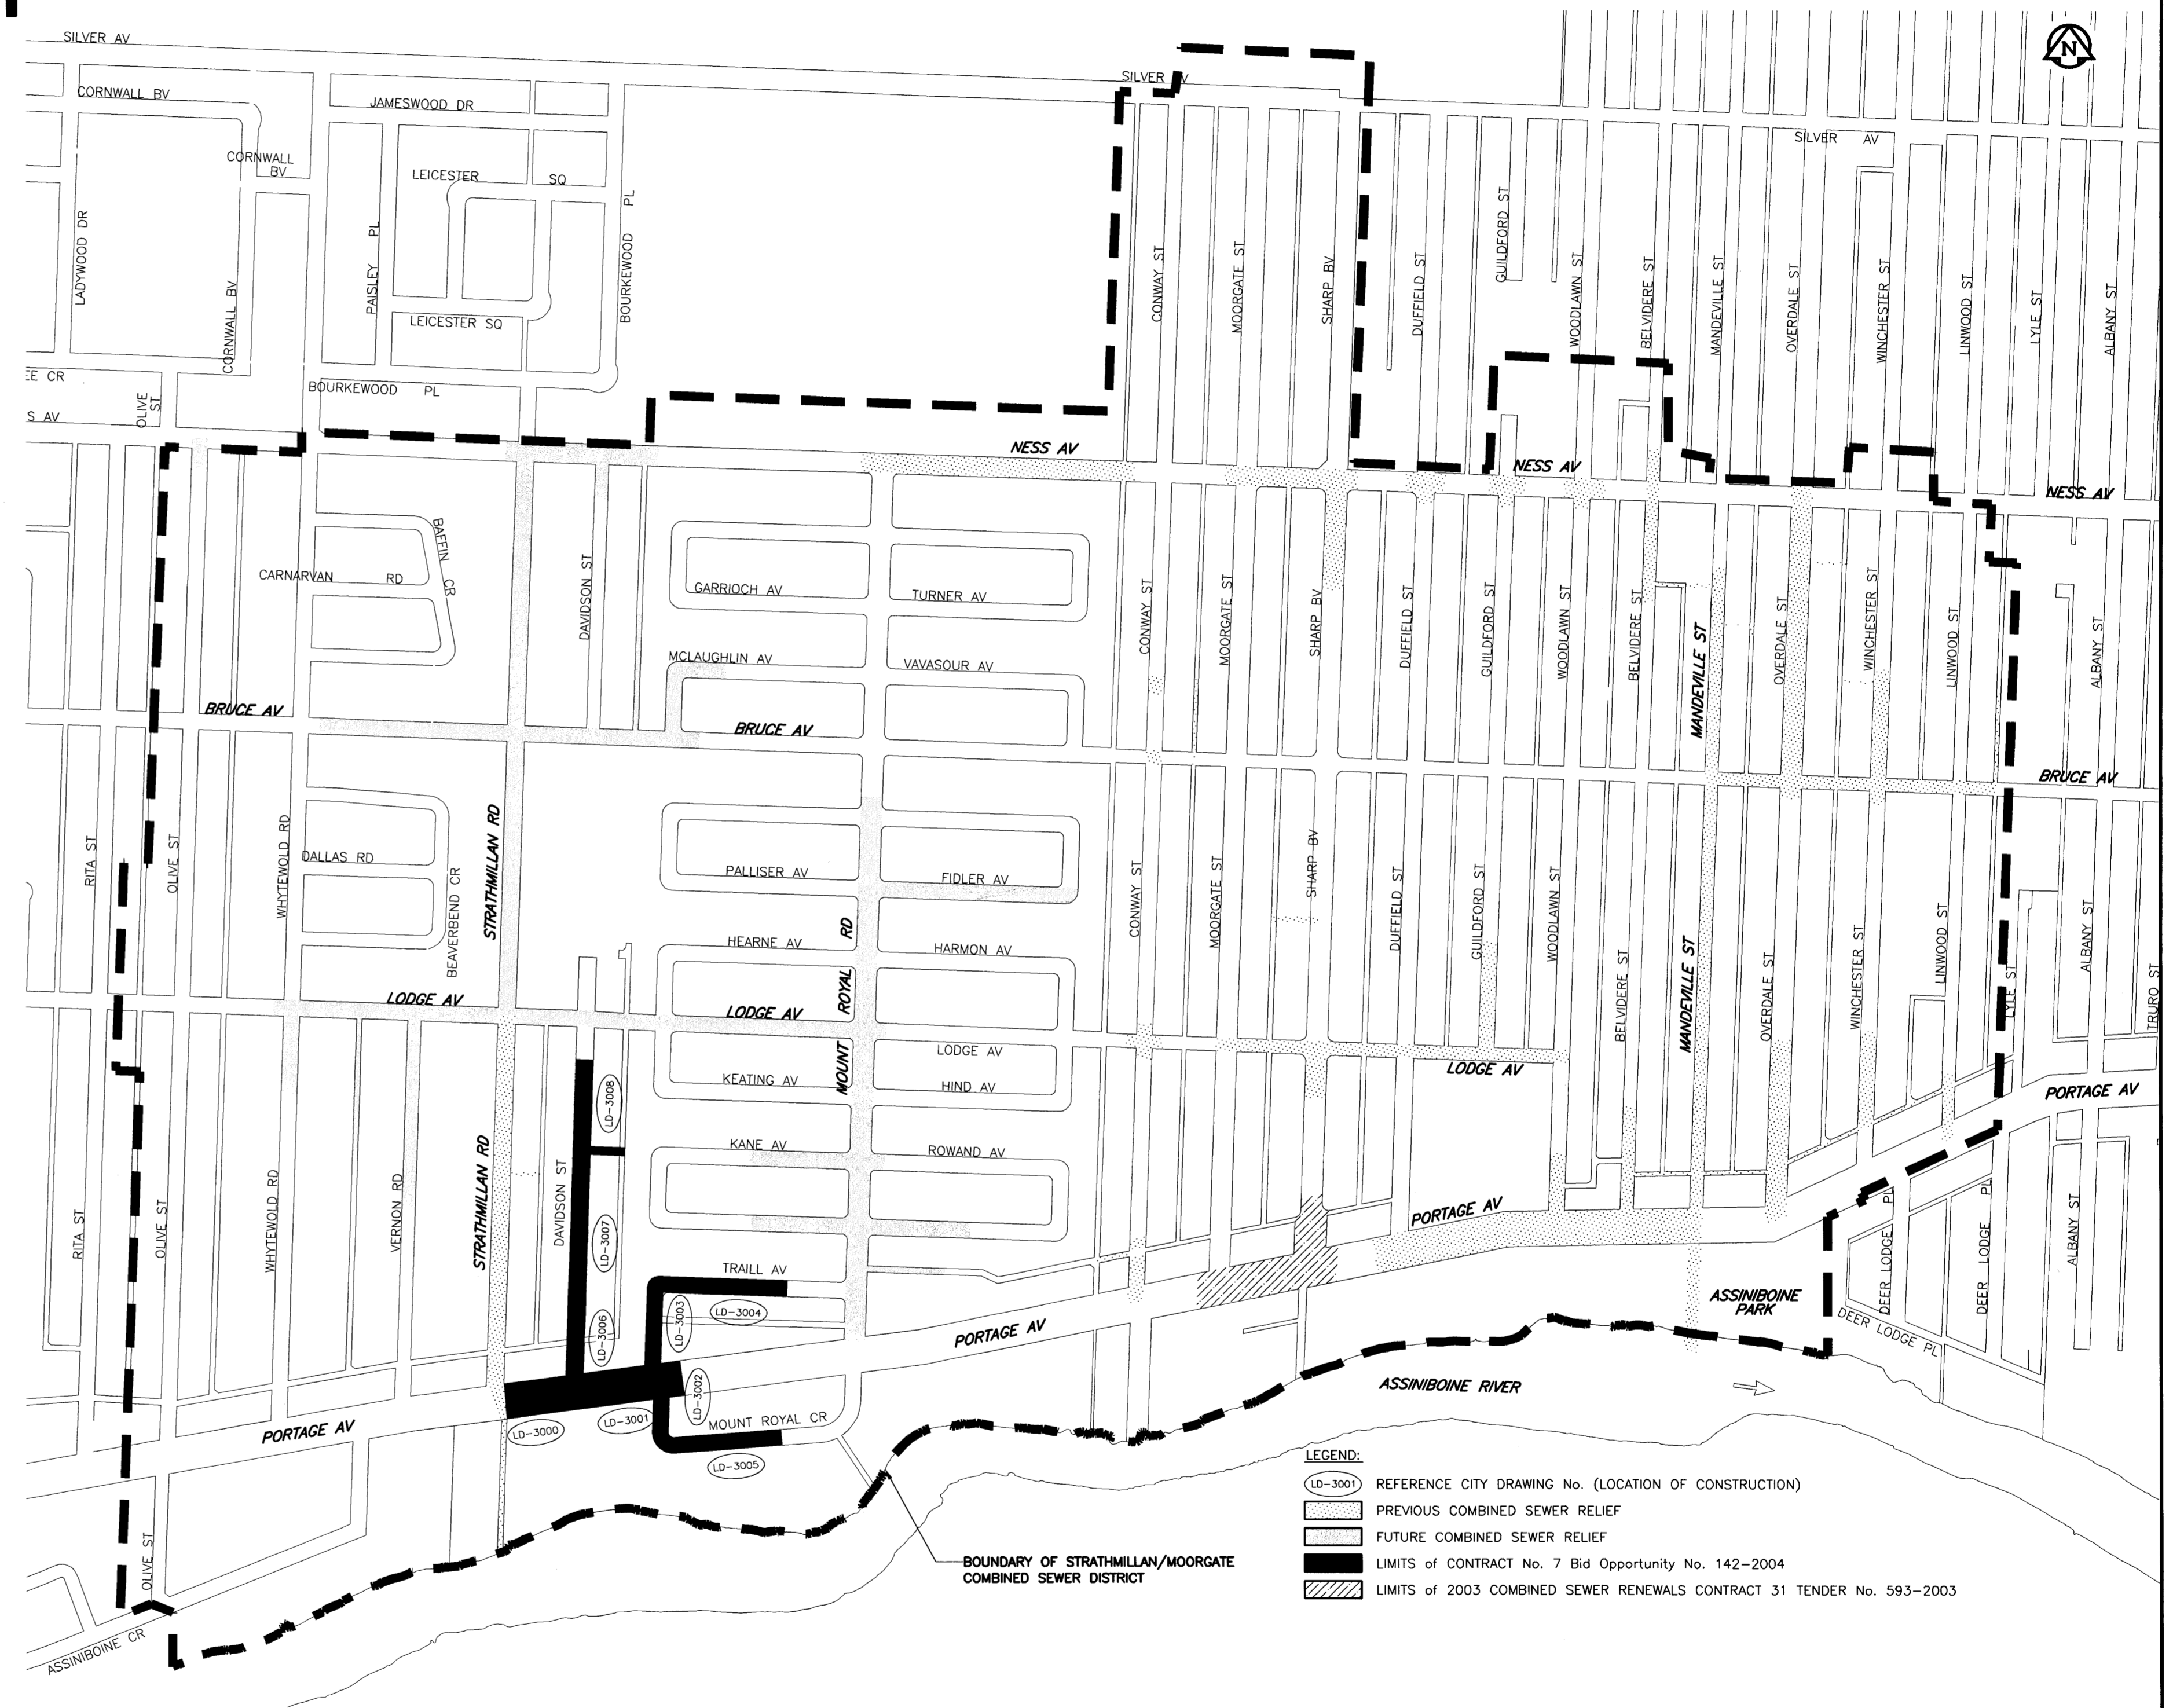 SILVER AV
SILVER AV
N
CORNWALL BV
JAMESWOOD DR
SILVER AV
CORNWALL
BV
LEICESTER SQ
LADYWOOD DR
PAISLEY PL
BOURKEWOOD PL
CORNWALL BV
LEICESTER SQ
CONWAY ST
MOORGATE ST
SHARP BV
DUFFIELD ST
GUILDFORD ST
WOODLAWN ST
BELVIDERE ST
MANDEVILLE ST
OVERDALE ST
WINCHESTER ST
LINWOOD ST
LYLE ST
ALBANY ST
EE CR
BOURKEWOOD PL
OLIVE
ST
S AV
NESS AV
NESS AV
NESS AV
BAFFIN CR
CARNARVAN RD
DAVIDSON ST
GARRIOCH AV
TURNER AV
MCLAUGHLIN AV
VAVASOUR AV
CONWAY ST
MOORGATE ST
SHARP BV
DUFFIELD ST
GUILDFORD ST
WOODLAWN ST
BELVIDERE ST
MANDEVILLE ST
OVERDALE ST
WINCHESTER ST
LINWOOD ST
ALBANY ST
BRUCE AV
BRUCE AV
BRUCE AV
RITA ST
OLIVE ST
WHYTEWOLD RD
DALLAS RD
BEAVERBEND CR
STRATHMILLAN RD
PALLISER AV
FIDLER AV
HEARNE AV
HARMON AV
MOUNT ROYAL RD
CONWAY ST
MOORGATE ST
SHARP BV
DUFFIELD ST
GUILDFORD ST
WOODLAWN ST
BELVIDERE ST
MANDEVILLE ST
OVERDALE ST
WINCHESTER ST
LINWOOD ST
LYLE ST
ALBANY ST
TRURO ST
LODGE AV
LODGE AV
LODGE AV
LODGE AV
KEATING AV
HIND AV
KANE AV
ROWAND AV
PORTAGE AV
RITA ST
OLIVE ST
WHYTEWOLD RD
VERNON RD
STRATHMILLAN RD
DAVIDSON ST
LD-3008
LD-3007
LD-3006
LD-3003
TRAILL AV
LD-3004
PORTAGE AV
PORTAGE AV
ASSINIBOINE
PARK
DEER LODGE PL
DEER LODGE PL
DEER LODGE PL
ALBANY ST
LD-3002
LD-3001
LD-3000
MOUNT ROYAL CR
LD-3005
PORTAGE AV
ASSINIBOINE RIVER
OLIVE ST
ASSINIBOINE CR
BOUNDARY OF STRATHMILLAN/MOORGATE
COMBINED SEWER DISTRICT
LEGEND:
LD-3001 REFERENCE CITY DRAWING No. (LOCATION OF CONSTRUCTION)
PREVIOUS COMBINED SEWER RELIEF
FUTURE COMBINED SEWER RELIEF
LIMITS of CONTRACT No. 7 Bid Opportunity No. 142-2004
LIMITS of 2003 COMBINED SEWER RENEWALS CONTRACT 31 TENDER No. 593-2003